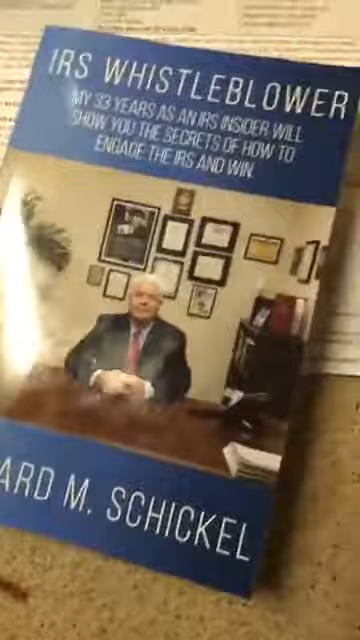 IRS WHISTLEBLOWER
MY 33 YEARS AS AN IRS INSIDER WILL
SHOW YOU THE SECRETS OF HOW TO
ENGAGE THE IRS AND WIN.
ARD M. SCHICKEL